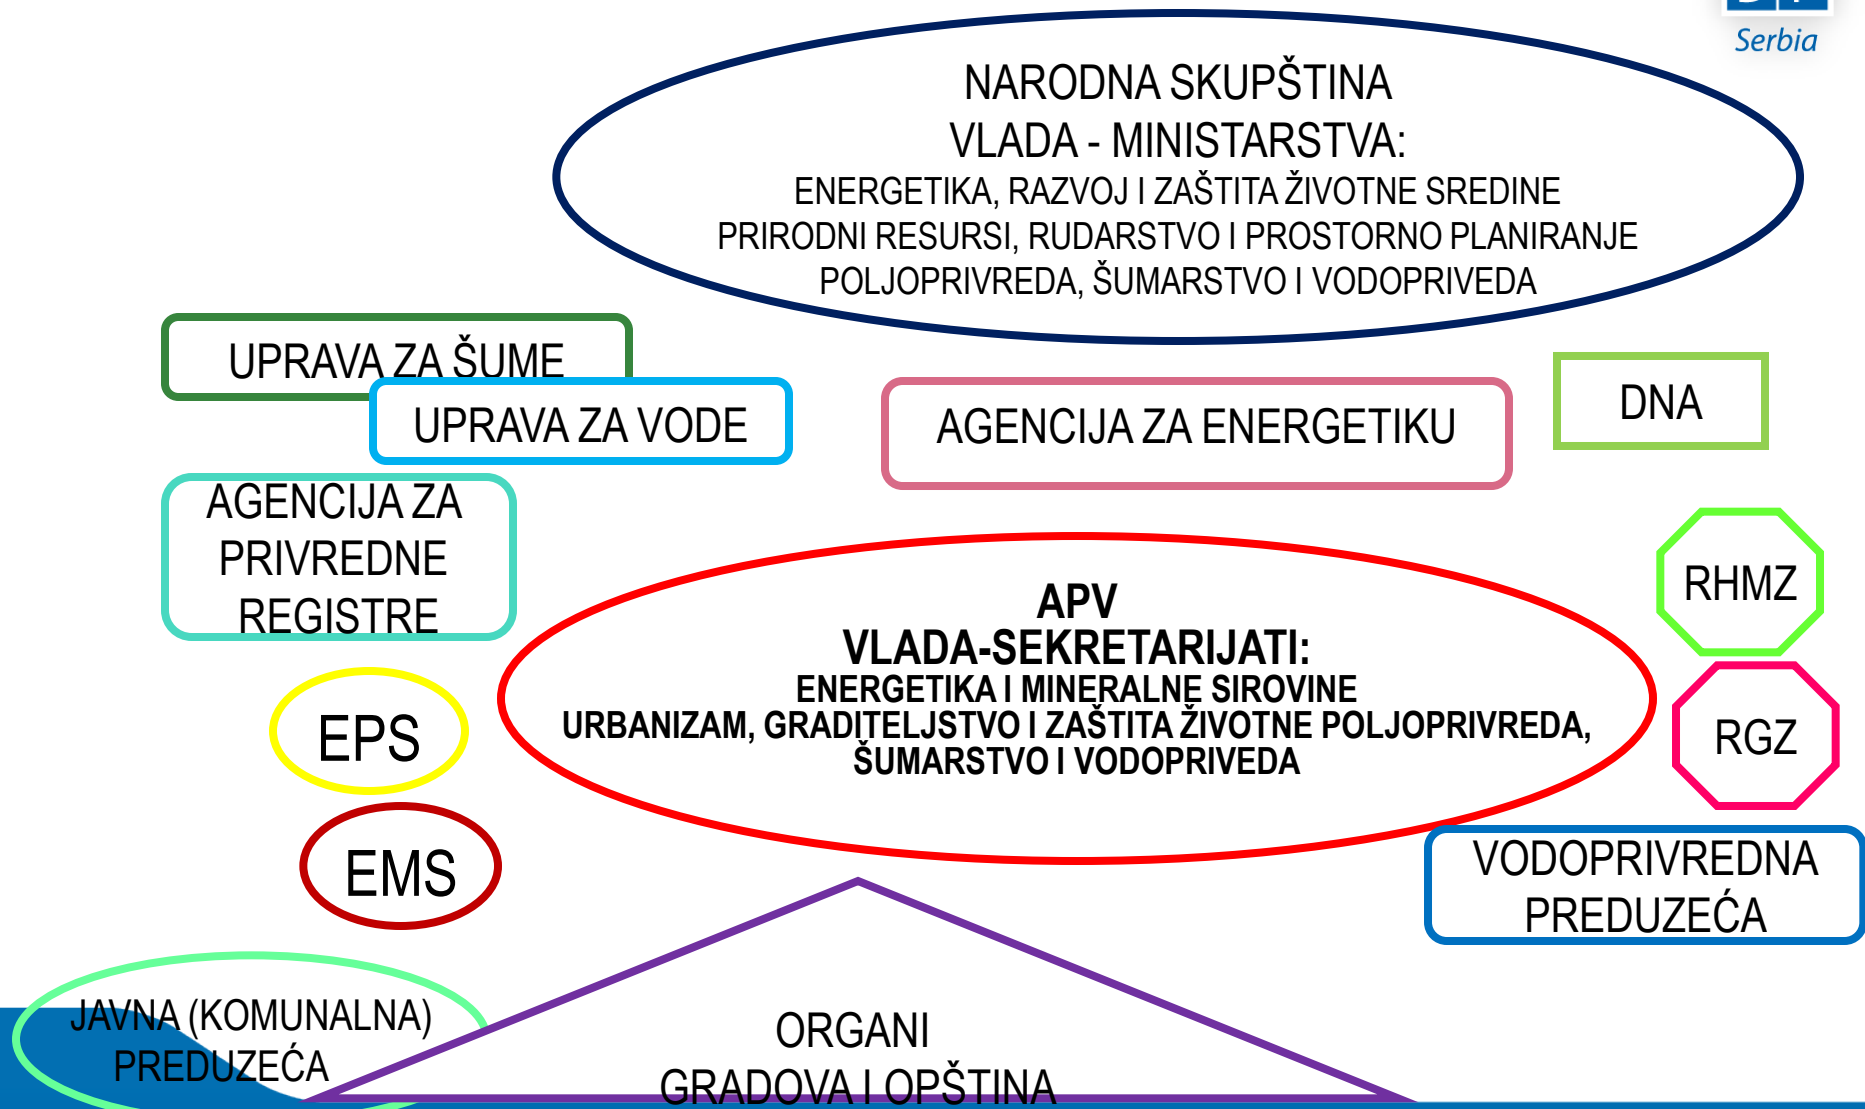 Serbia
NARODNA SKUPŠTINA
VLADA - MINISTARSTVA:
ENERGETIKA, RAZVOJ I ZAŠTITA ŽIVOTNE SREDINE
PRIRODNI RESURSI, RUDARSTVO I PROSTORNO PLANIRANJE
POLJOPRIVREDA, ŠUMARSTVO I VODOPRIVEDA
UPRAVA ZA ŠUME
UPRAVA ZA VODE
AGENCIJA ZA ENERGETIKU
DNA
AGENCIJA ZA
PRIVREDNE
REGISTRE
RHMZ
APV
VLADA-SEKRETARIJATI:
ENERGETIKA I MINERALNE SIROVINE
URBANIZAM, GRADITELJSTVO I ZAŠTITA ŽIVOTNE POLJOPRIVREDA,
ŠUMARSTVO I VODOPRIVEDA
EPS
RGZ
EMS
VODOPRIVREDNA
PREDUZEĆA
JAVNA (KOMUNALNA)
PREDUZEĆA
ORGANI
GRADOVA I OPŠTINA